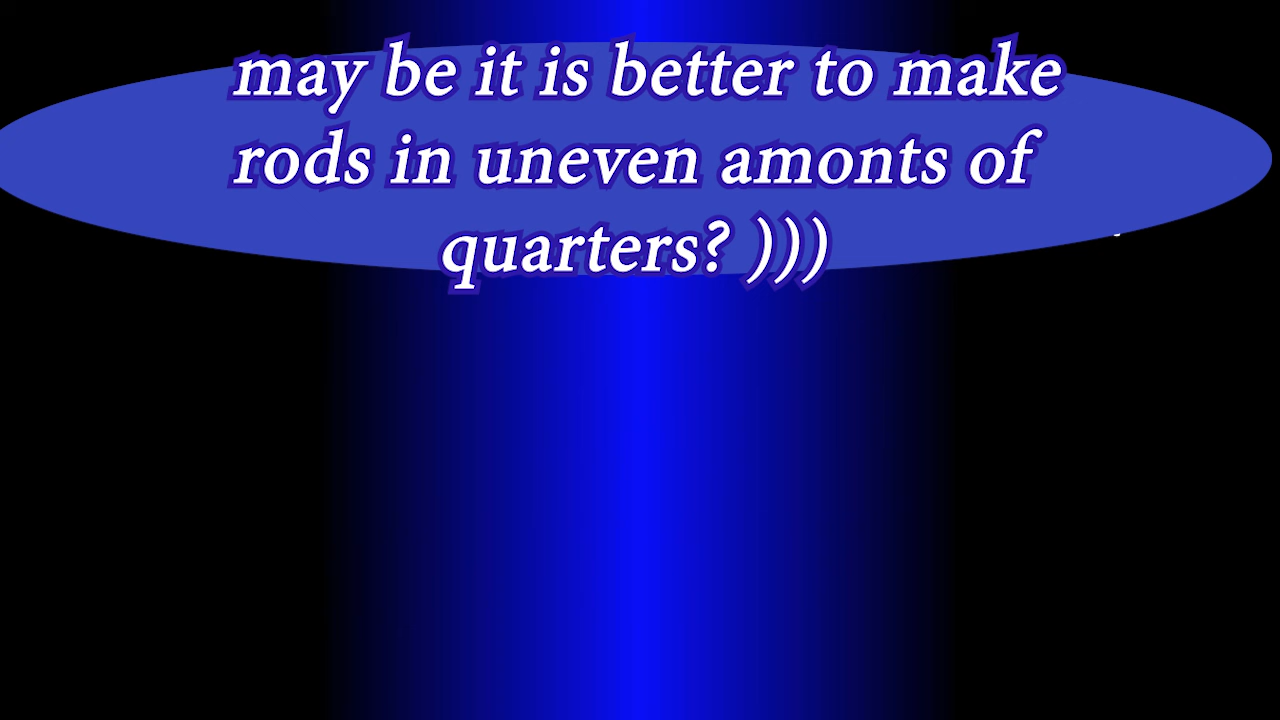 may be it is better to make
rods in uneven amonts of
quarters? )))